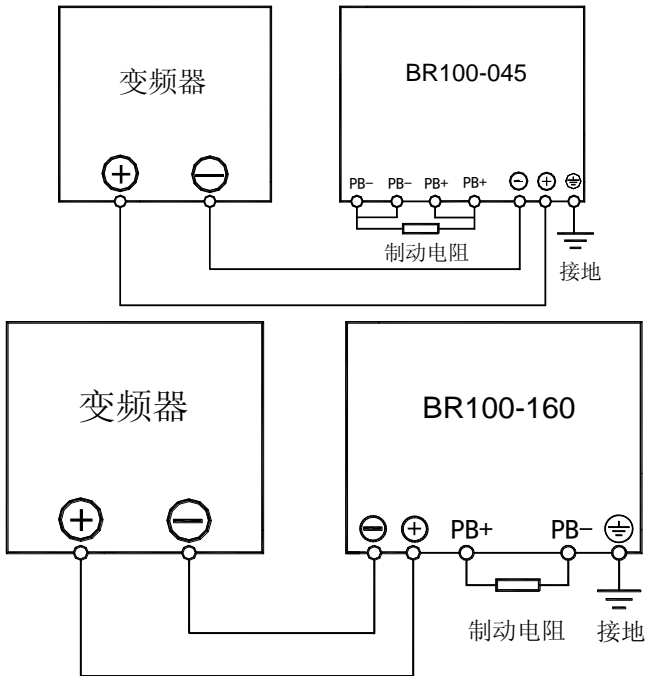 变频器
BR100-045
+ −
PB− PB− PB+ PB+ − +
制动电阻
接地
变频器
BR100-160
+ −
− + PB+ PB−
制动电阻 接地